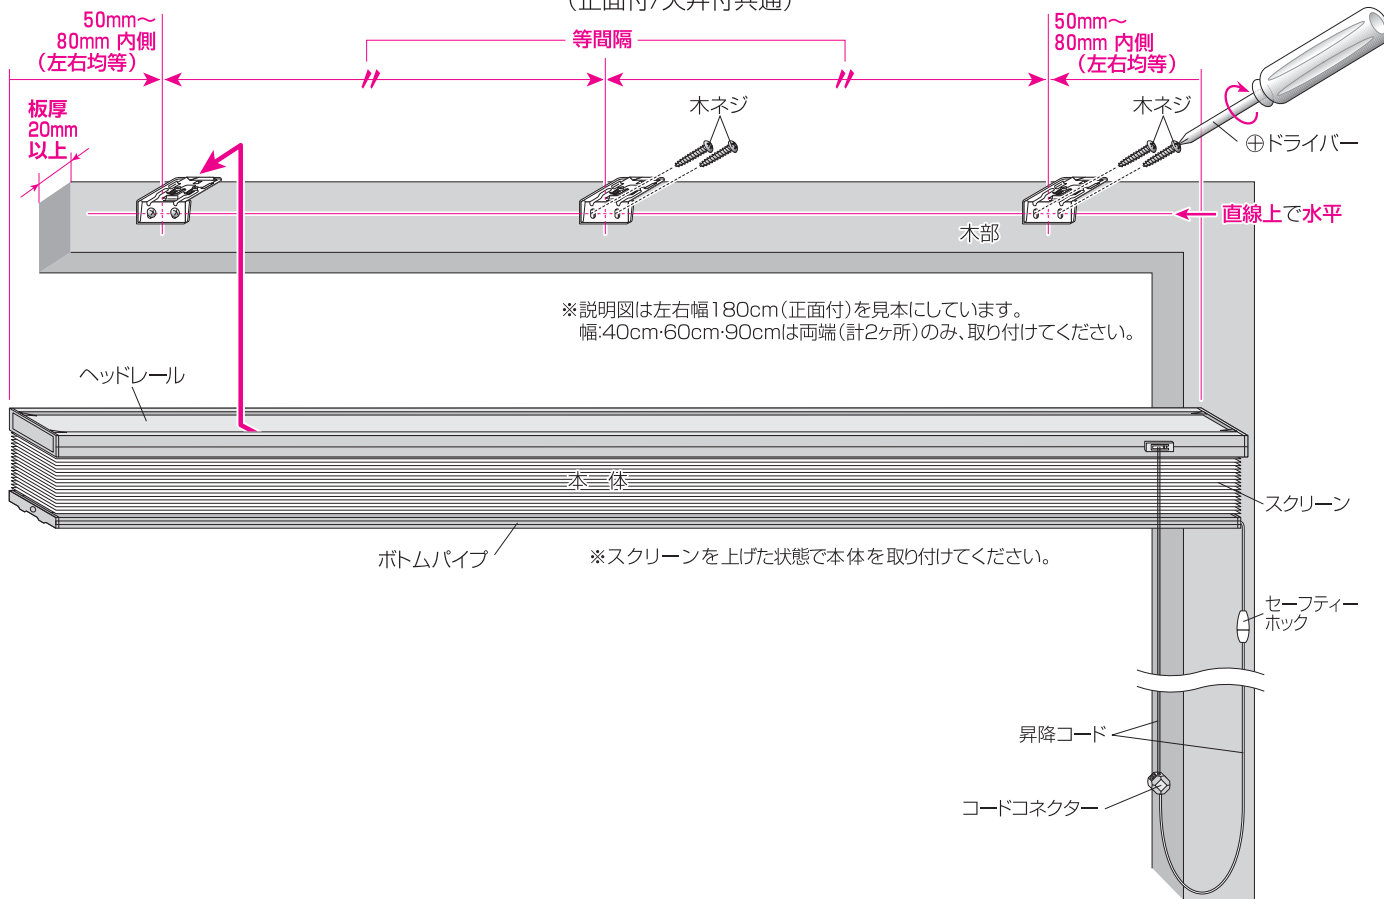 (正面付/天井付共通)
50mm〜
80mm 内側
(左右均等)
等間隔
50mm〜
80mm 内側
(左右均等)
板厚
20mm
以上
木ネジ
木ネジ
⊕ドライバー
直線上で水平
木部
※説明図は左右幅180cm(正面付)を見本にしています。
幅:40cm·60cm·90cmは両端(計2ヶ所)のみ、取り付けてください。
ヘッドレール
本 体
スクリーン
ボトムパイプ
※スクリーンを上げた状態で本体を取り付けてください。
セーフティー
ホック
昇降コード
コードコネクター